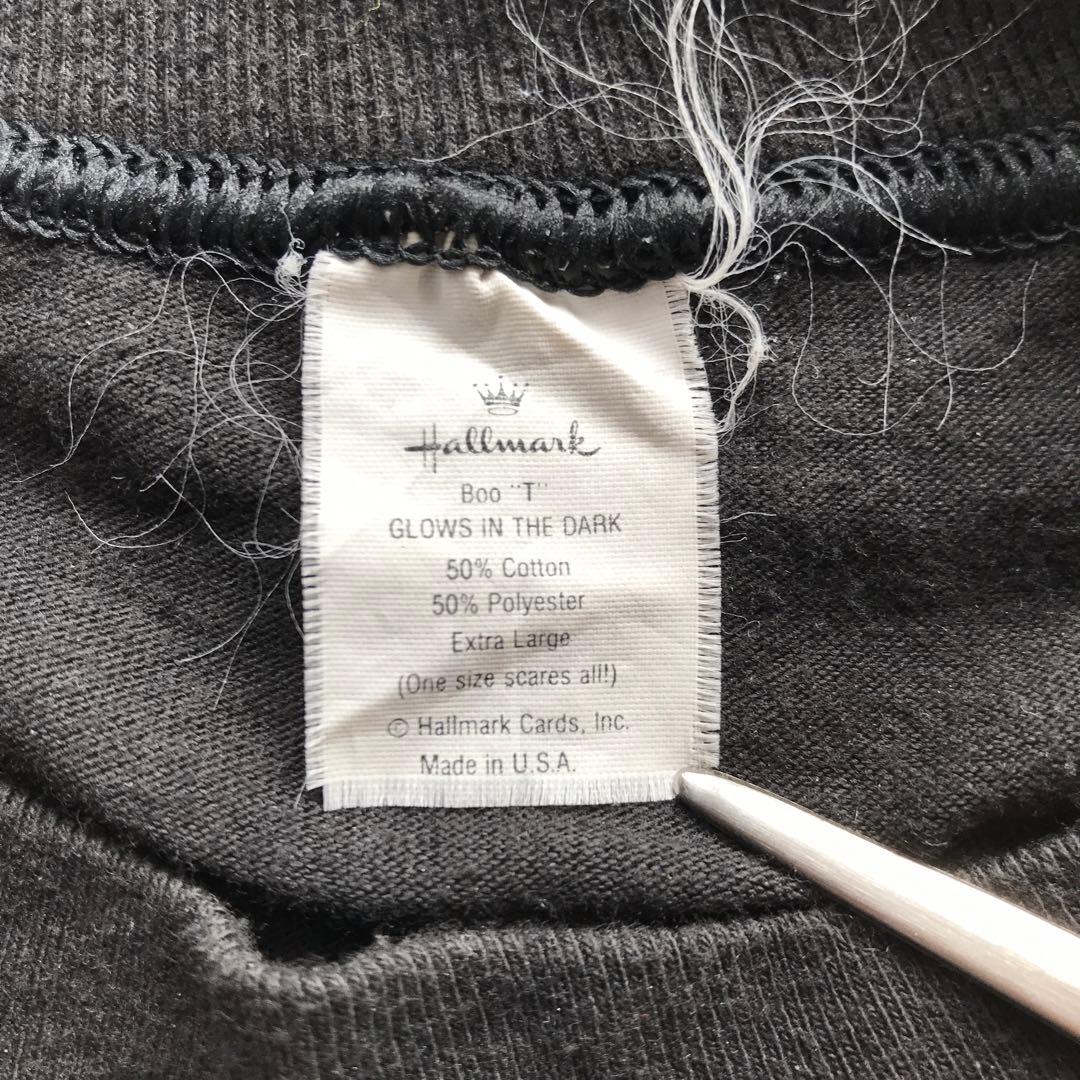 Hallmark
Boo "T"
GLOWS IN THE DARK
50% Cotton
50% Polyester
Extra Large
(One size scares all!)
© Hallmark Cards, Inc.
Made in U.S.A.